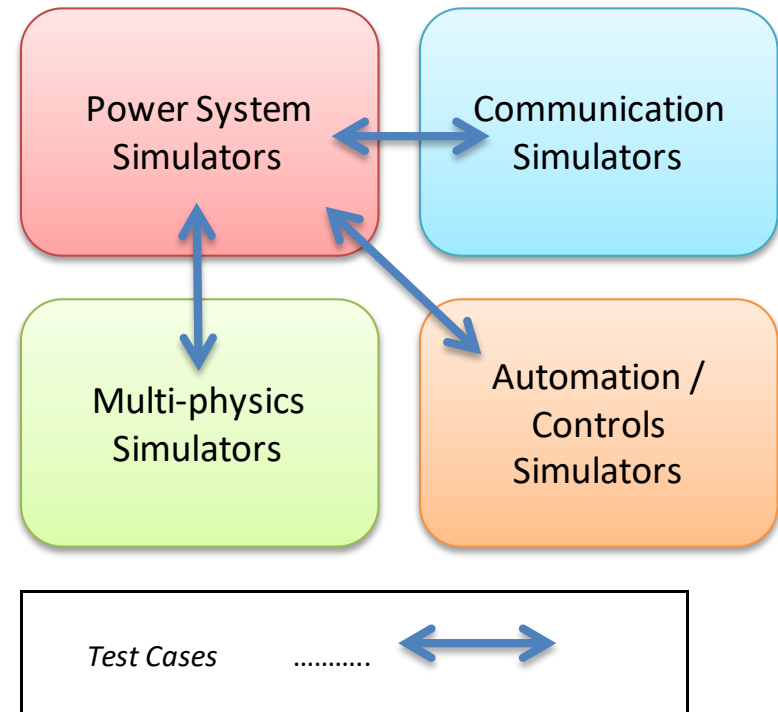 Power System
Simulators
Communication
Simulators
Multi-physics
Simulators
Automation /
Controls
Simulators
Test Cases ...........